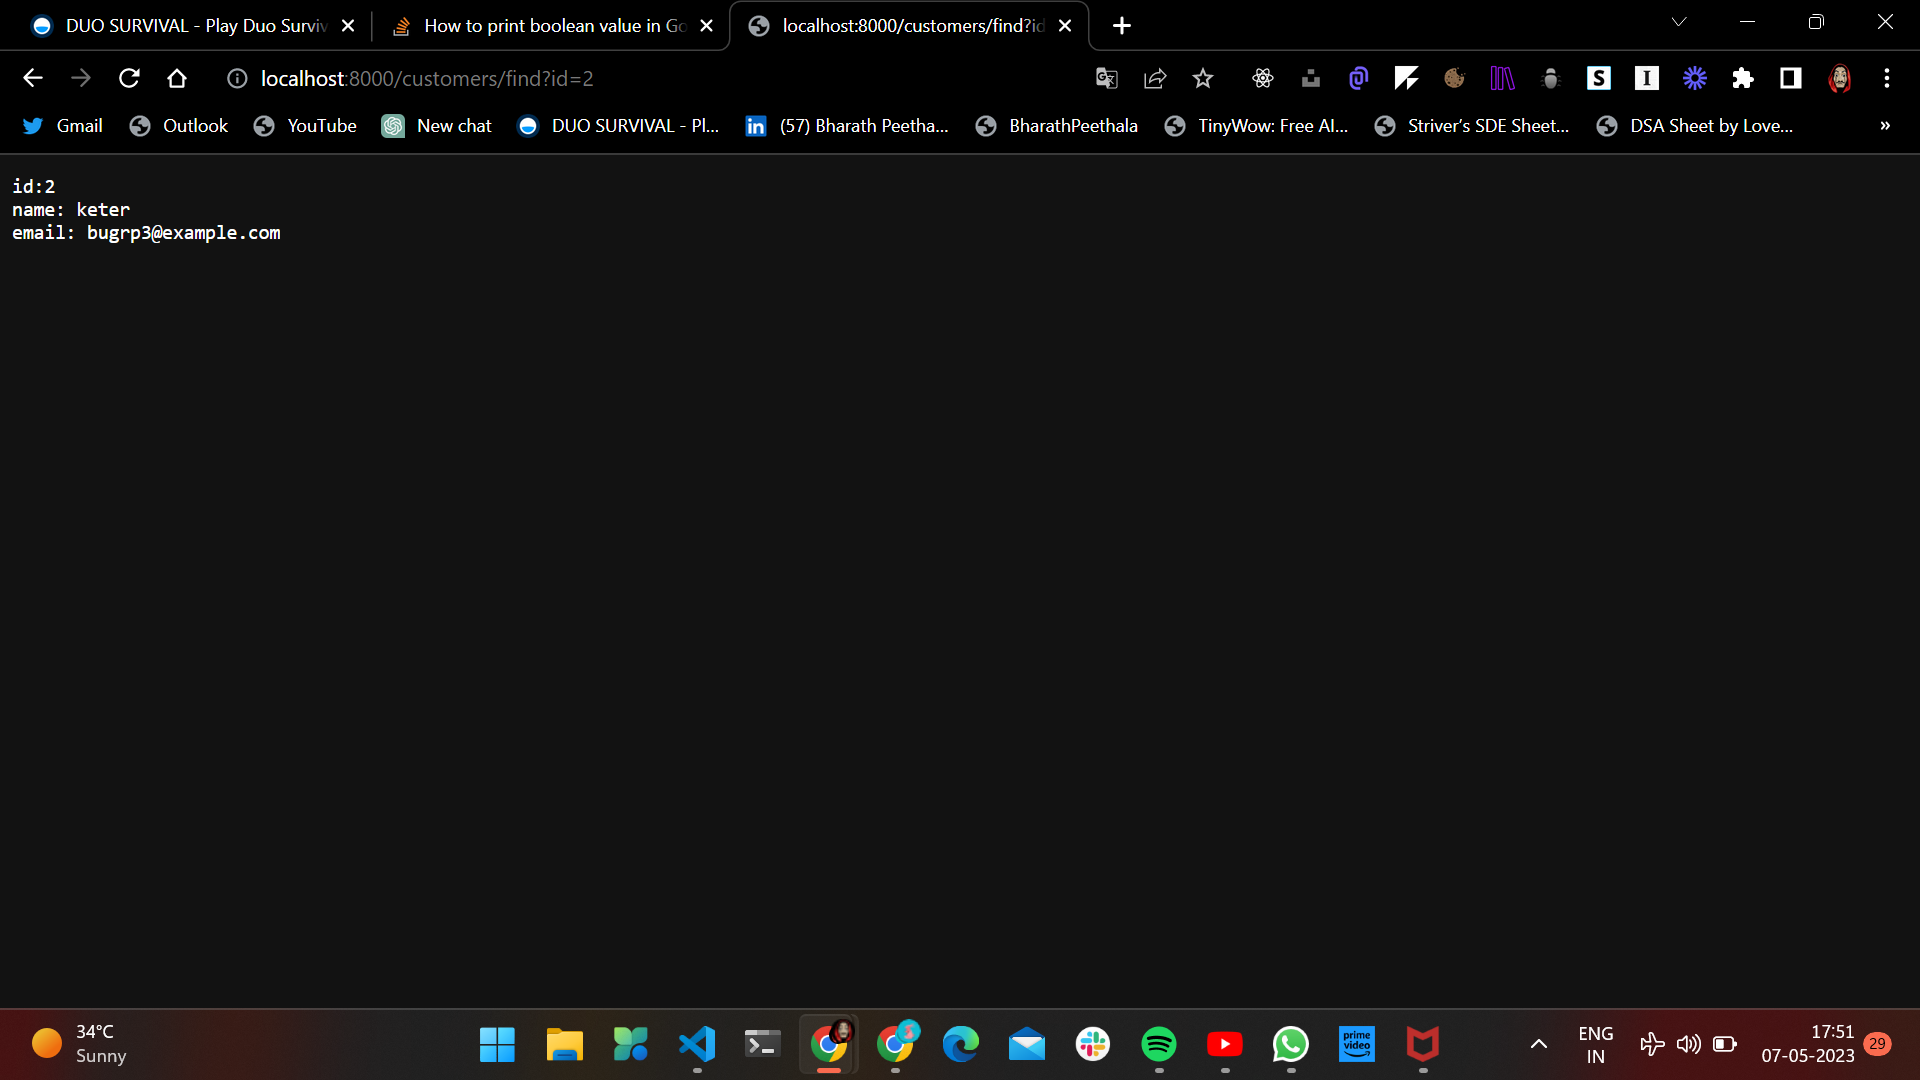 DUO SURVIVAL - Play Duo Surviv
How to print boolean value in Go
localhost:8000/customers/find?id
localhost:8000/customers/find?id=2
Gmail
Outlook
YouTube
New chat
DUO SURVIVAL - Pl...
(57) Bharath Peetha...
BharathPeethala
TinyWow: Free AI...
Striver's SDE Sheet...
DSA Sheet by Love...
»
id:2
name: keter
email: bugrp3@example.com
34°C
Sunny
prime
video
ENG
IN
17:51
07-05-2023
29